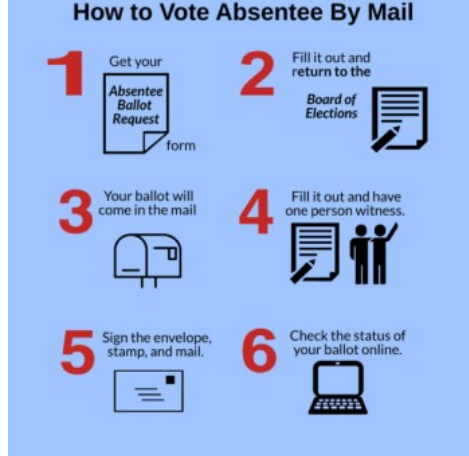 How to Vote Absentee By Mail
1
Get your
Absentee
Ballot
Request
form
2
Fill it out and
return to the
Board of
Elections
3
Your ballot will
come in the mail
4
Fill it out and have
one person witness.
5
Sign the envelope,
stamp, and mail.
6
Check the status of
your ballot online.